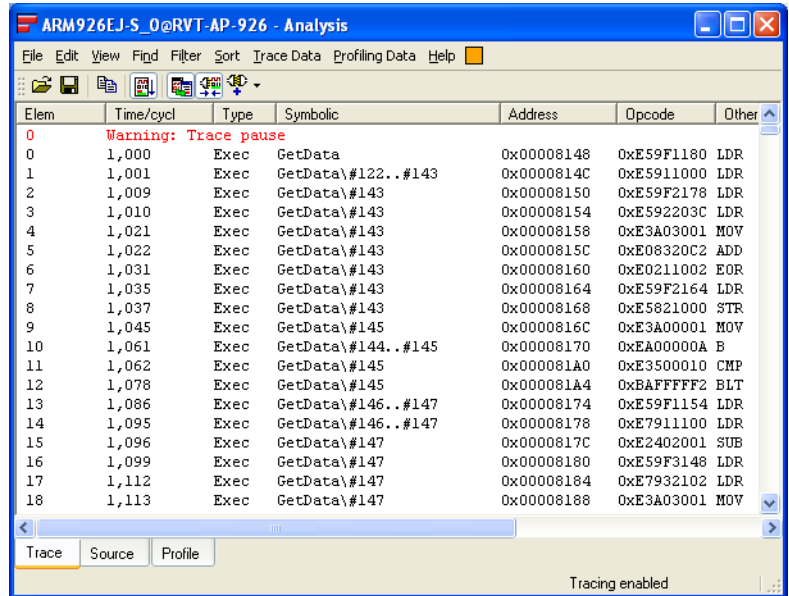 ARM926EJ-S_0@RVT-AP-926 - Analysis
File Edit View Find Filter Sort Trace Data Profiling Data Help
Elem Time/cycl Type Symbolic Address Opcode Other
0 Warning: Trace pause
0 1,000 Exec GetData 0x00008148 0xE59F1180 LDR
1 1,001 Exec GetData\#122..#143 0x0000814C 0xE5911000 LDR
2 1,009 Exec GetData\#143 0x00008150 0xE59F2178 LDR
3 1,010 Exec GetData\#143 0x00008154 0xE592203C LDR
4 1,021 Exec GetData\#143 0x00008158 0xE3A03001 MOV
5 1,022 Exec GetData\#143 0x0000815C 0xE08320C2 ADD
6 1,031 Exec GetData\#143 0x00008160 0xE0211002 EOR
7 1,035 Exec GetData\#143 0x00008164 0xE59F2164 LDR
8 1,037 Exec GetData\#143 0x00008168 0xE5821000 STR
9 1,045 Exec GetData\#145 0x0000816C 0xE3A00001 MOV
10 1,061 Exec GetData\#144..#145 0x00008170 0xEA00000A B
11 1,062 Exec GetData\#145 0x000081A0 0xE3500010 CMP
12 1,078 Exec GetData\#145 0x000081A4 0xBAFFFFF2 BLT
13 1,086 Exec GetData\#146..#147 0x00008174 0xE59F1154 LDR
14 1,095 Exec GetData\#146..#147 0x00008178 0xE7911100 LDR
15 1,096 Exec GetData\#147 0x0000817C 0xE2402001 SUB
16 1,099 Exec GetData\#147 0x00008180 0xE59F3148 LDR
17 1,112 Exec GetData\#147 0x00008184 0xE7932102 LDR
18 1,113 Exec GetData\#147 0x00008188 0xE3A03001 MOV
Trace Source Profile
Tracing enabled